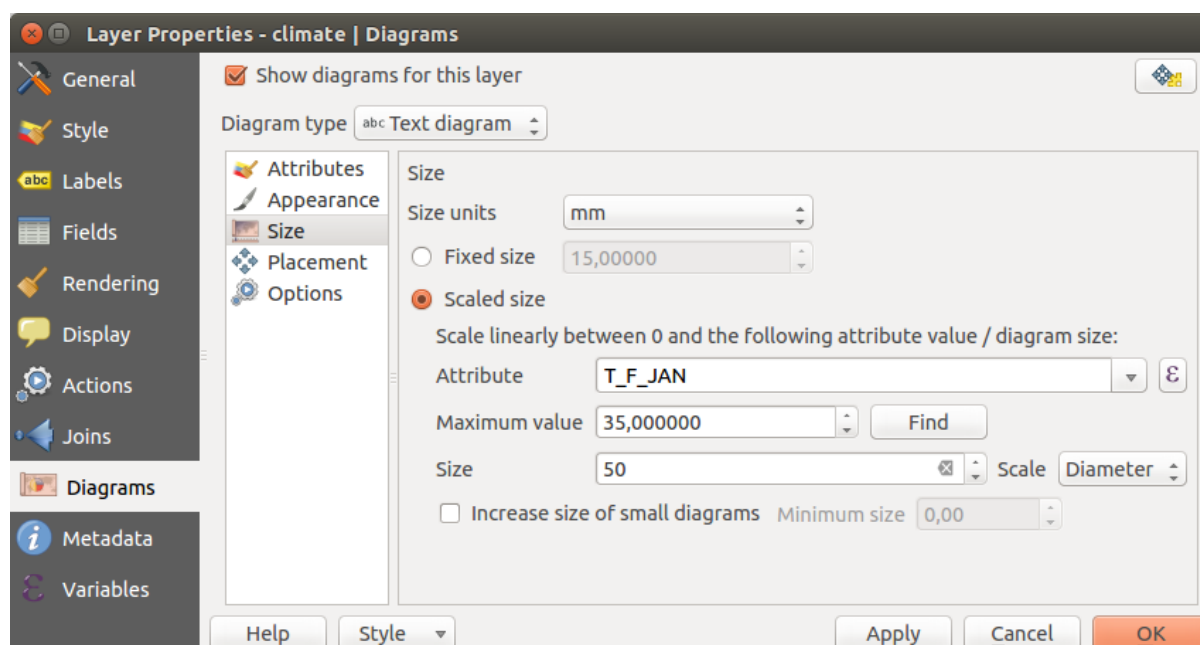 Layer Properties - climate | Diagrams
General
Style
Labels
Fields
Rendering
Display
Actions
Joins
Diagrams
Metadata
Variables
Show diagrams for this layer
Diagram type abc Text diagram
Attributes
Appearance
Size
Placement
Options
Size
Size units mm
Fixed size 15,00000
Scaled size
Scale linearly between 0 and the following attribute value / diagram size:
Attribute T_F_JAN ε
Maximum value 35,000000 Find
Size 50 Scale Diameter
Increase size of small diagrams Minimum size 0,00
Help Style Apply Cancel OK